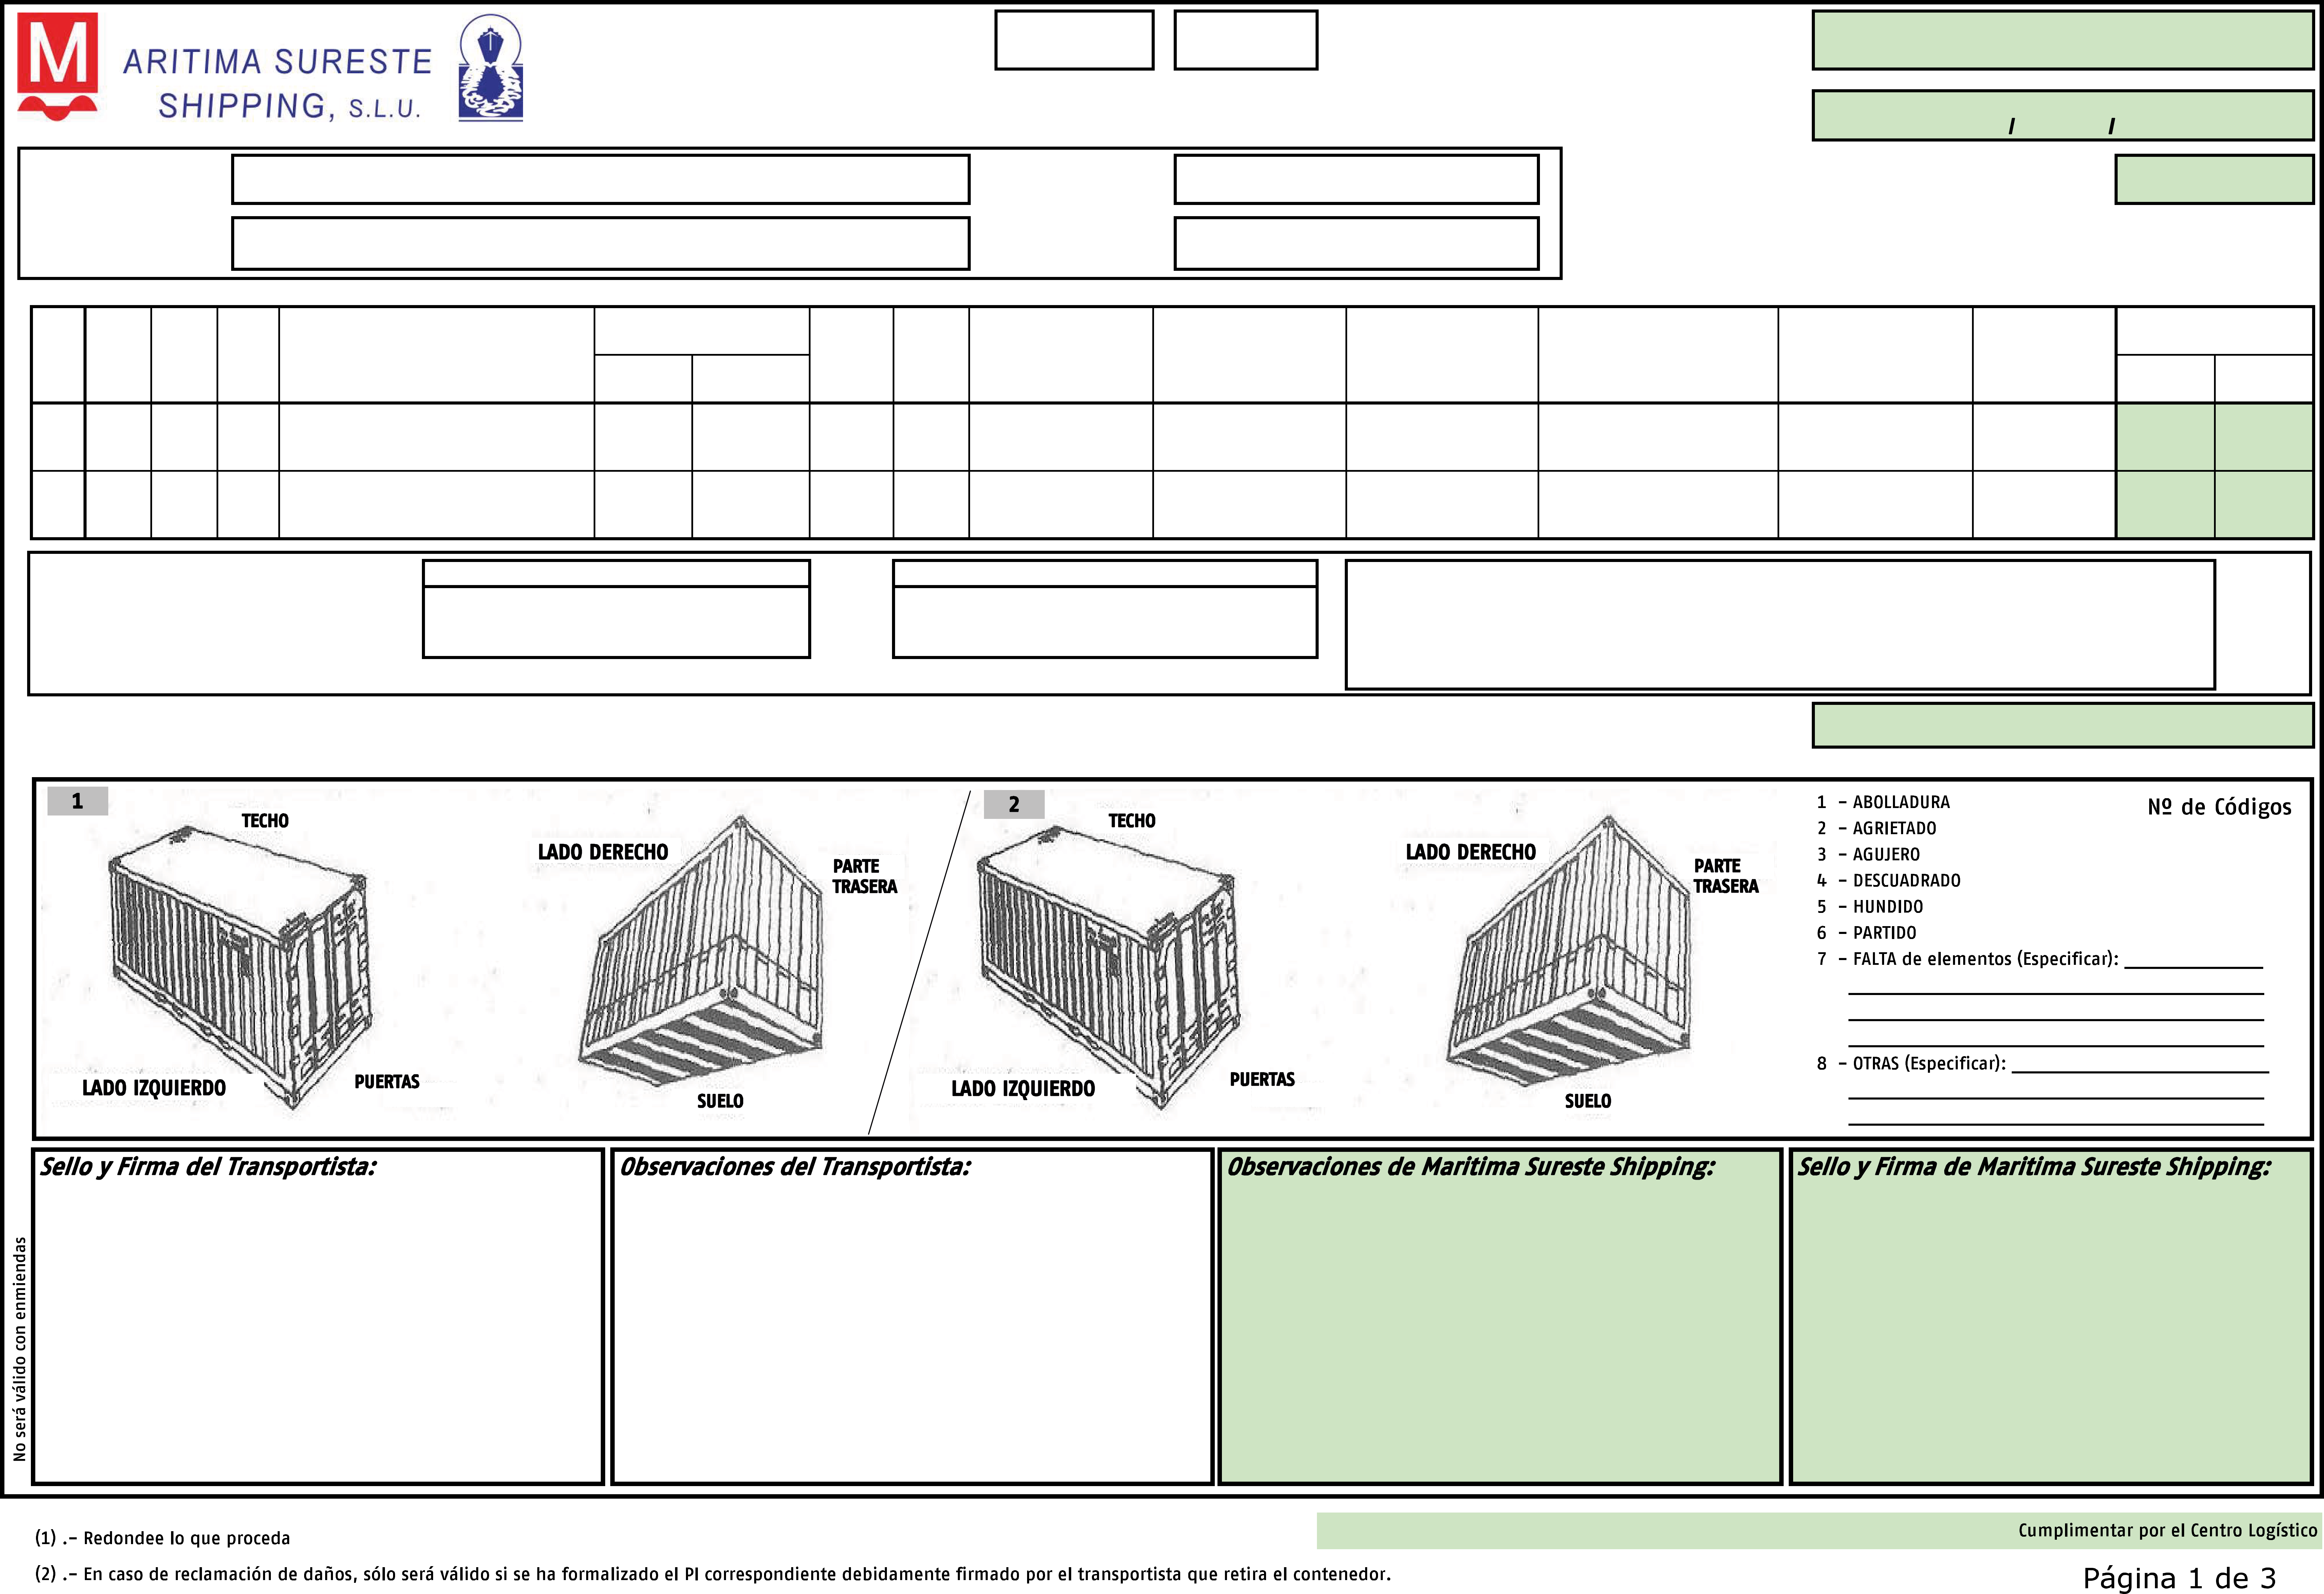 M ARITIMA SURESTE
SHIPPING, S.L.U.
/ /
1
TECHO
LADO DERECHO
PARTE
TRASERA
LADO IZQUIERDO
PUERTAS
SUELO
2
TECHO
LADO DERECHO
PARTE
TRASERA
LADO IZQUIERDO
PUERTAS
SUELO
Nº de Códigos
1 - ABOLLADURA
2 - AGRIETADO
3 - AGUJERO
4 - DESCUADRADO
5 - HUNDIDO
6 - PARTIDO
7 - FALTA de elementos (Especificar):
8 - OTRAS (Especificar):
Sello y Firma del Transportista:
Observaciones del Transportista:
Observaciones de Maritima Sureste Shipping:
Sello y Firma de Maritima Sureste Shipping:
No será válido con enmiendas
Cumplimentar por el Centro Logístico
(1) .- Redondee lo que proceda
(2) .- En caso de reclamación de daños, sólo será válido si se ha formalizado el PI correspondiente debidamente firmado por el transportista que retira el contenedor.
Página 1 de 3